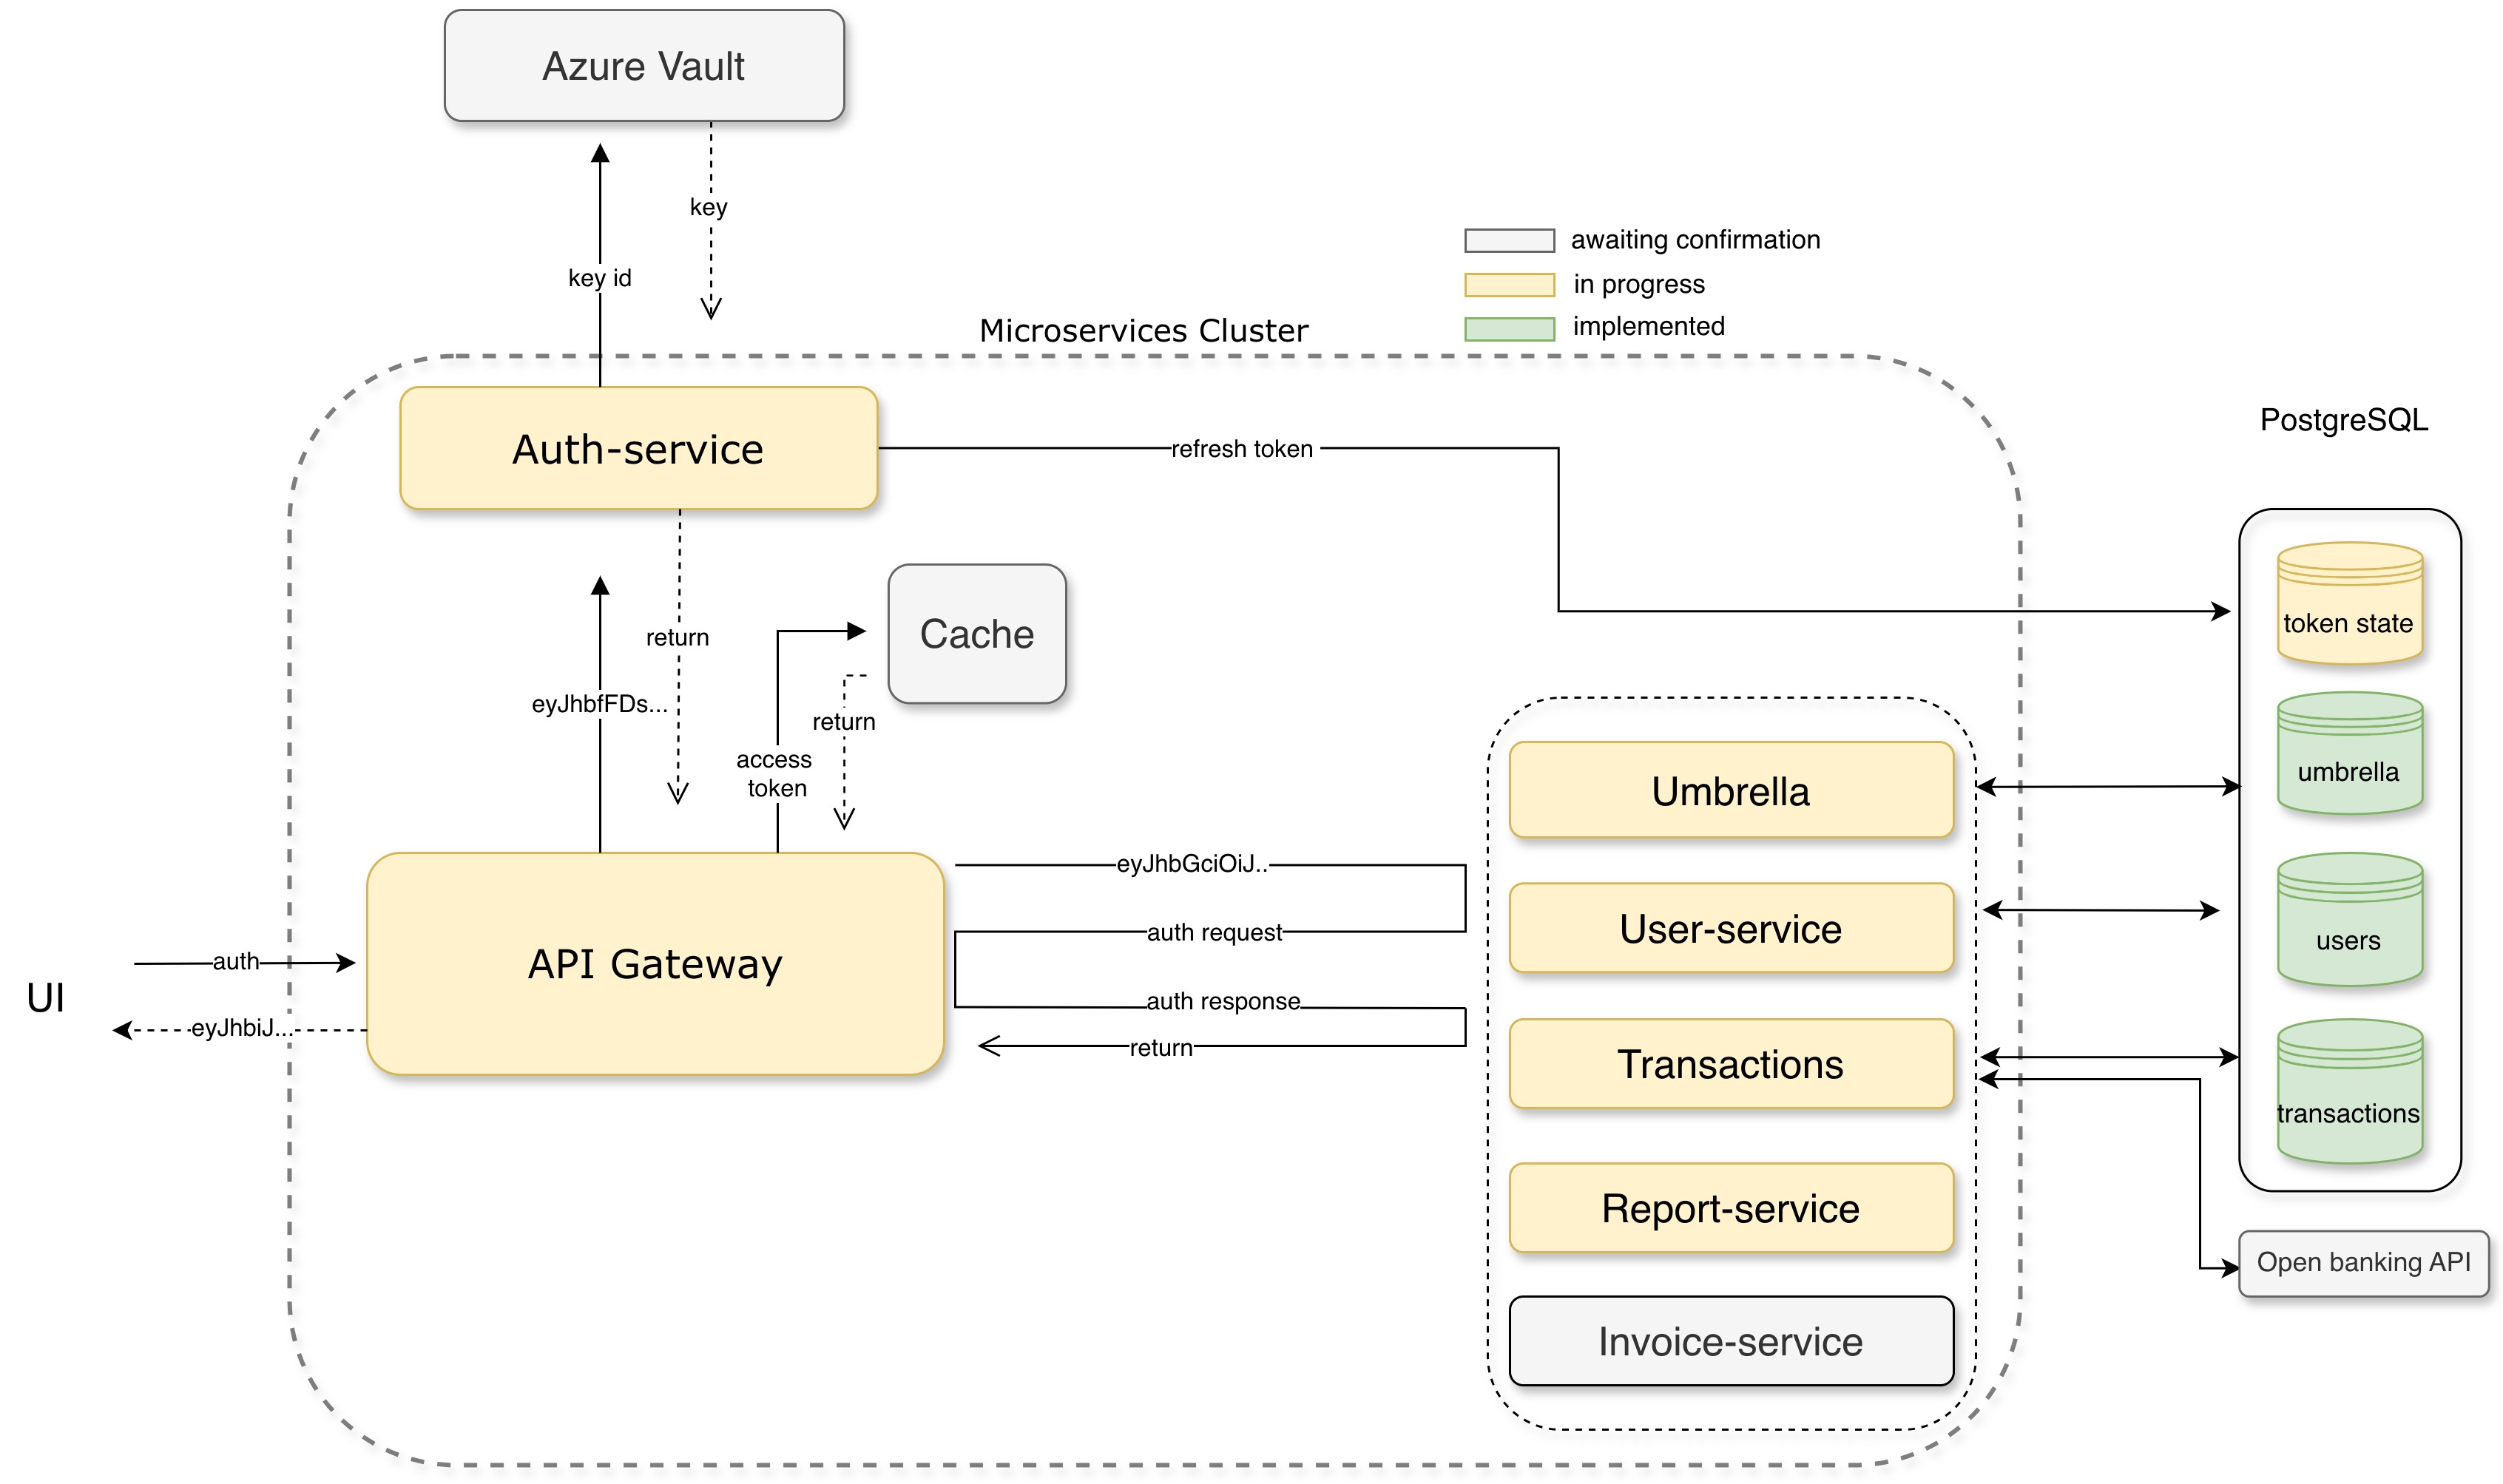 Azure Vault
key
key id
awaiting confirmation
in progress
implemented
Microservices Cluster
Auth-service
refresh token
PostgreSQL
token state
umbrella
users
transactions
return
eyJhbfFDs...
Cache
return
access
token
API Gateway
UI
auth
eyJhbiJ...
eyJhbGciOiJ..
auth request
auth response
return
Umbrella
User-service
Transactions
Report-service
Invoice-service
Open banking API